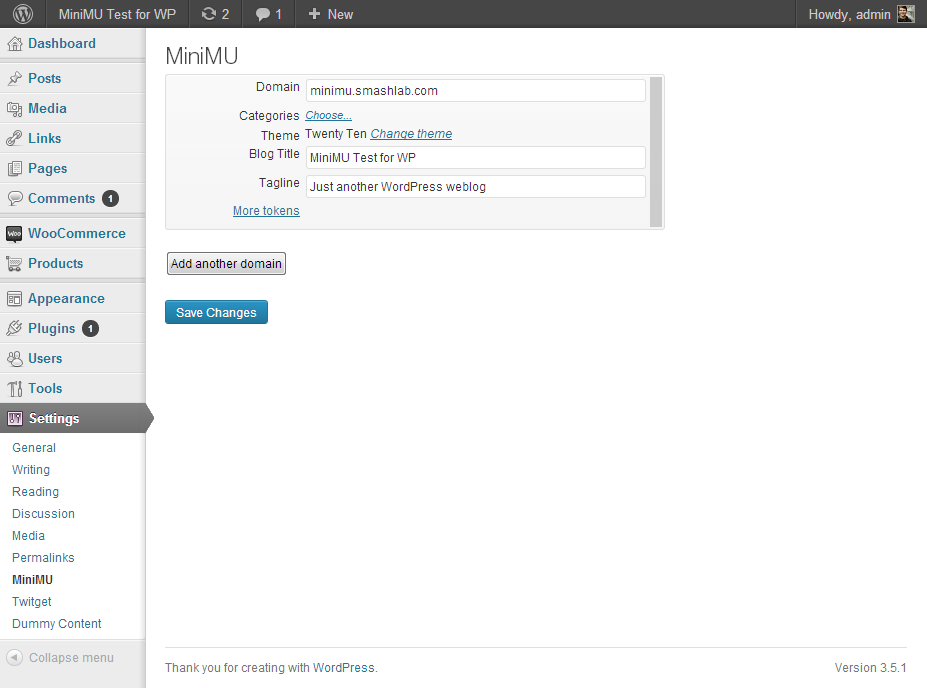 MiniMU Test for WP 2 1 + New Howdy, admin
Dashboard
Posts
Media
Links
Pages
Comments 1
WooCommerce
Products
Appearance
Plugins 1
Users
Tools
Settings
General
Writing
Reading
Discussion
Media
Permalinks
MiniMU
Twitget
Dummy Content
Collapse menu
MiniMU
Domain minimu.smashlab.com
Categories Choose...
Theme Twenty Ten Change theme
Blog Title MiniMU Test for WP
Tagline Just another WordPress weblog
More tokens
Add another domain
Save Changes
Thank you for creating with WordPress. Version 3.5.1